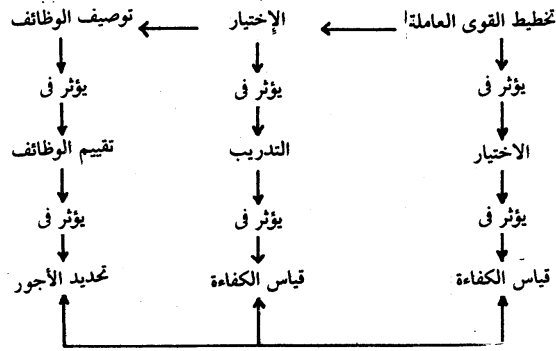 تخطيط القوى العاملة الإختيار توصيف الوظائف
يؤثر فى يؤثر فى يؤثر فى
الاختيار التدريب تقييم الوظائف
يؤثر فى يؤثر فى يؤثر فى
قياس الكفاءة قياس الكفاءة تحديد الأجور